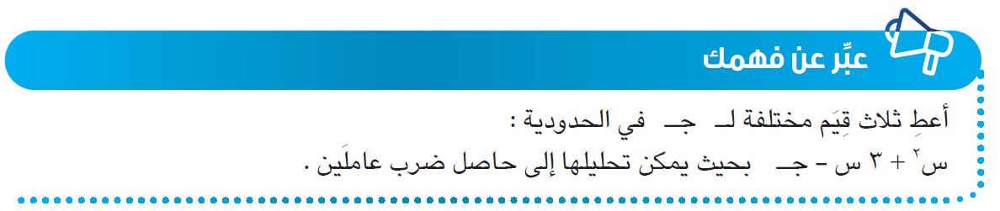 عبِّر عن فهمك
أعطِ ثلاث قِيَم مختلفة لـ جـ في الحدودية :
س٢ + ٣ س – جـ بحيث يمكن تحليلها إلى حاصل ضرب عاملَين .